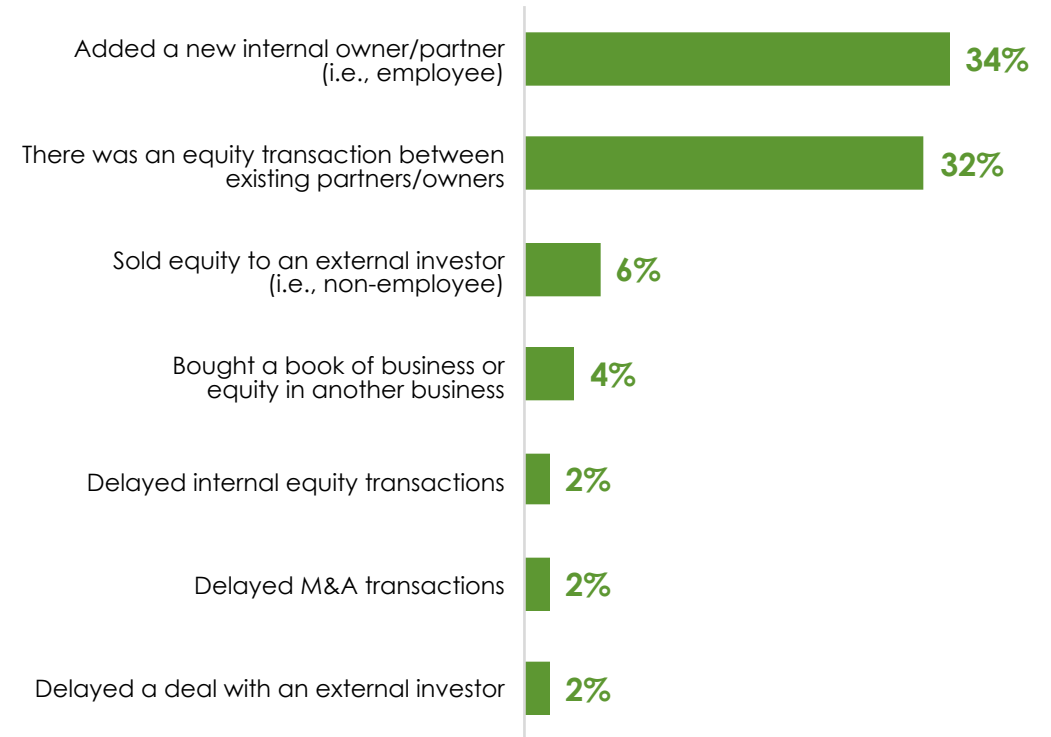 Added a new internal owner/partner
(i.e., employee)
34%
There was an equity transaction between
existing partners/owners
32%
Sold equity to an external investor
(i.e., non-employee)
6%
Bought a book of business or
equity in another business
4%
Delayed internal equity transactions
2%
Delayed M&A transactions
2%
Delayed a deal with an external investor
2%